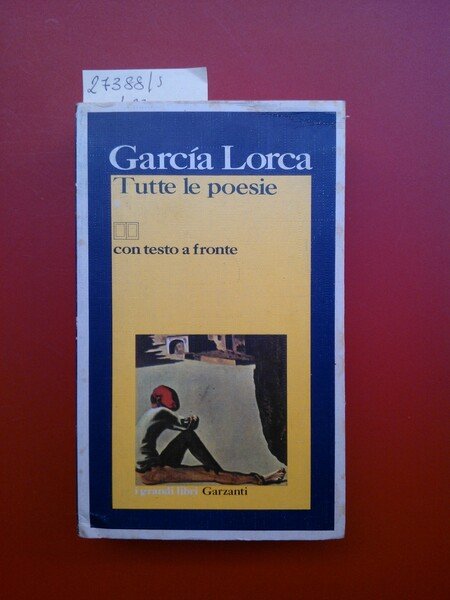 27388/s
García Lorca
Tutte le poesie
con testo a fronte
i grandi libri Garzanti